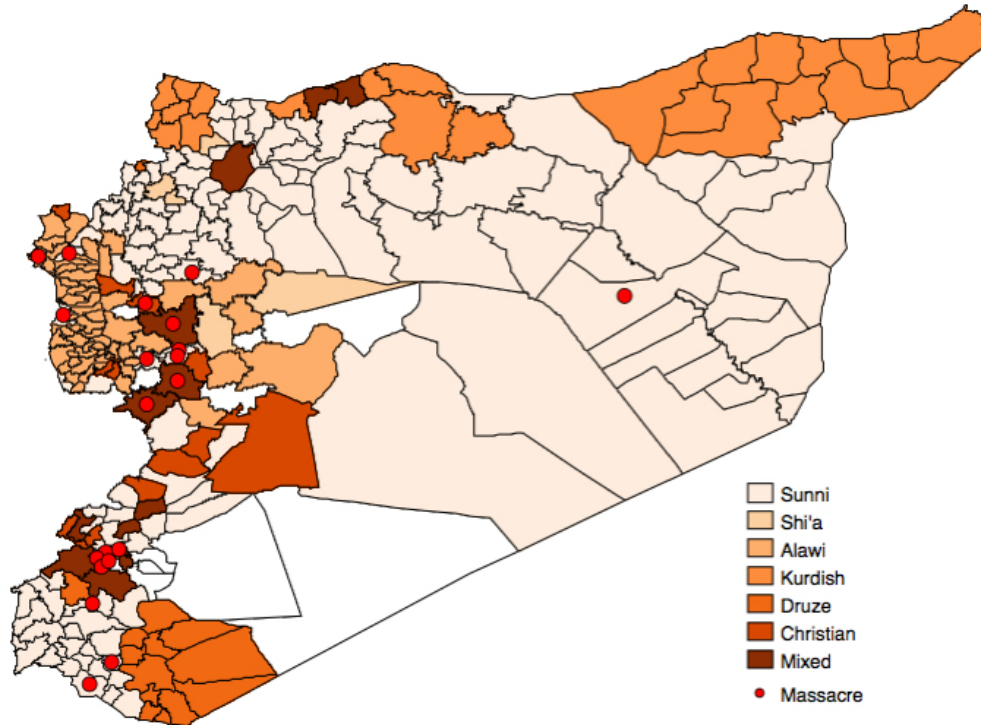 Sunni
Shi'a
Alawi
Kurdish
Druze
Christian
Mixed
Massacre